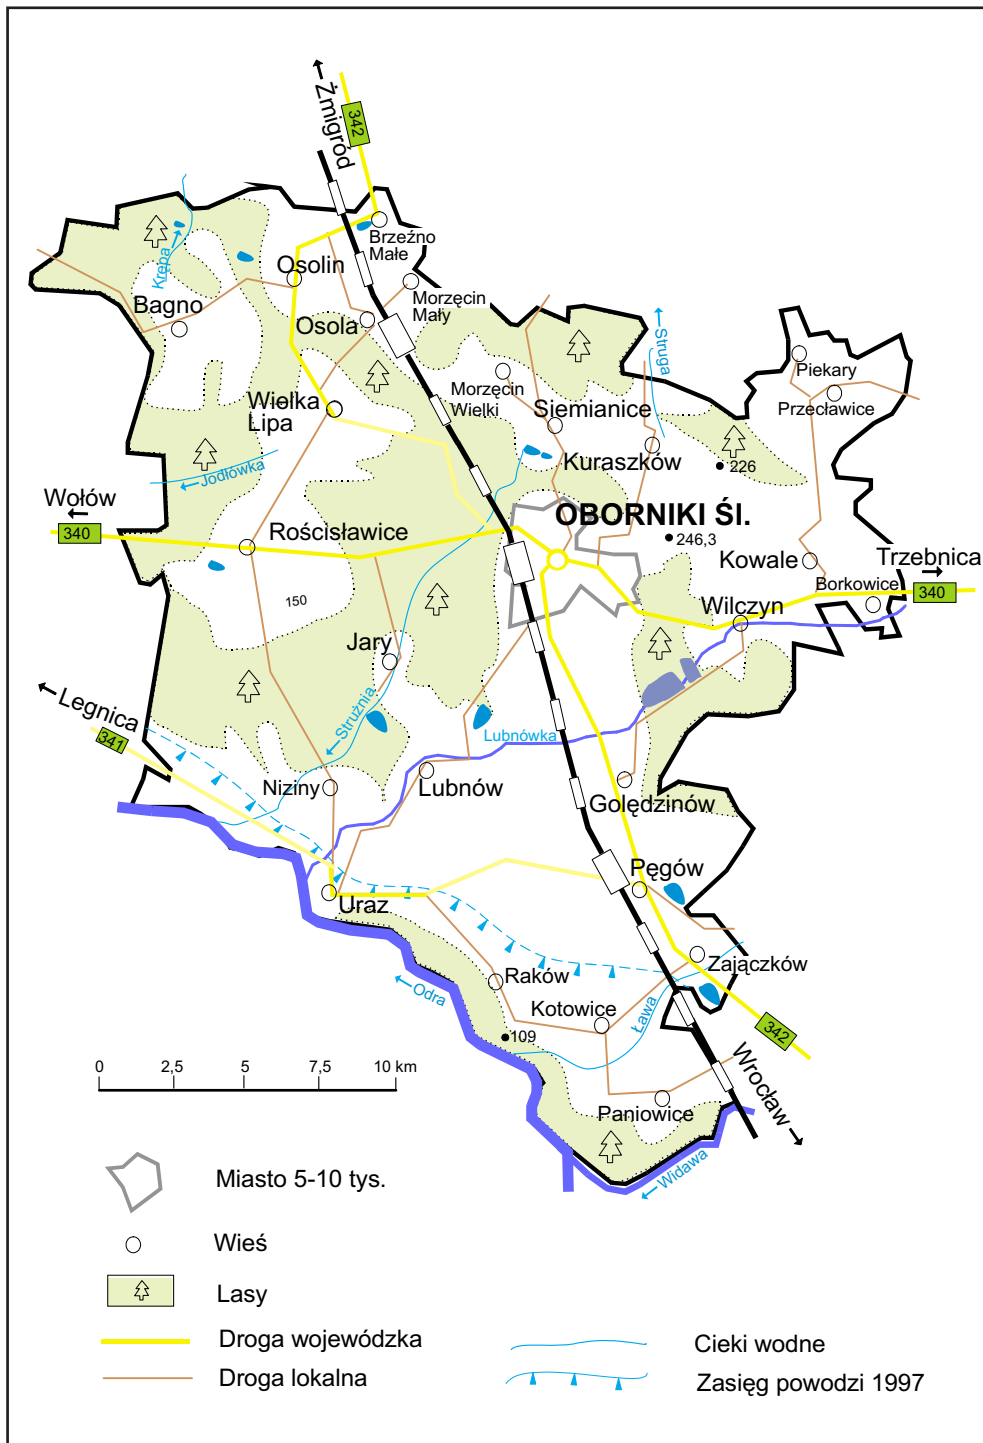 Żmigród
342
Krępa
Brzeźno
Małe
Osolin
Bagno
Morzęcin
Mały
Osola
Struga
Piekary
Morzęcin
Wielki
Przecławice
Wielka
Lipa
Siemianice
Kuraszków
Jodłówka
226
Wołów
340
OBORNIKI ŚI.
Rościsławice
246,3
Kowale
Trzebnica
340
Borkowice
150
Wilczyn
Jary
Legnica
341
Strużnia
Lubnówka
Niziny
Lubnów
Golędzinów
Pęgów
Uraz
Zajączków
Raków
Odra
Kotowice
Ława
342
109
Wrocław
0 2,5 5 7,5 10 km
Paniowice
Widawa
Miasto 5-10 tys.
Wieś
Lasy
Droga wojewódzka
Droga lokalna
Cieki wodne
Zasięg powodzi 1997